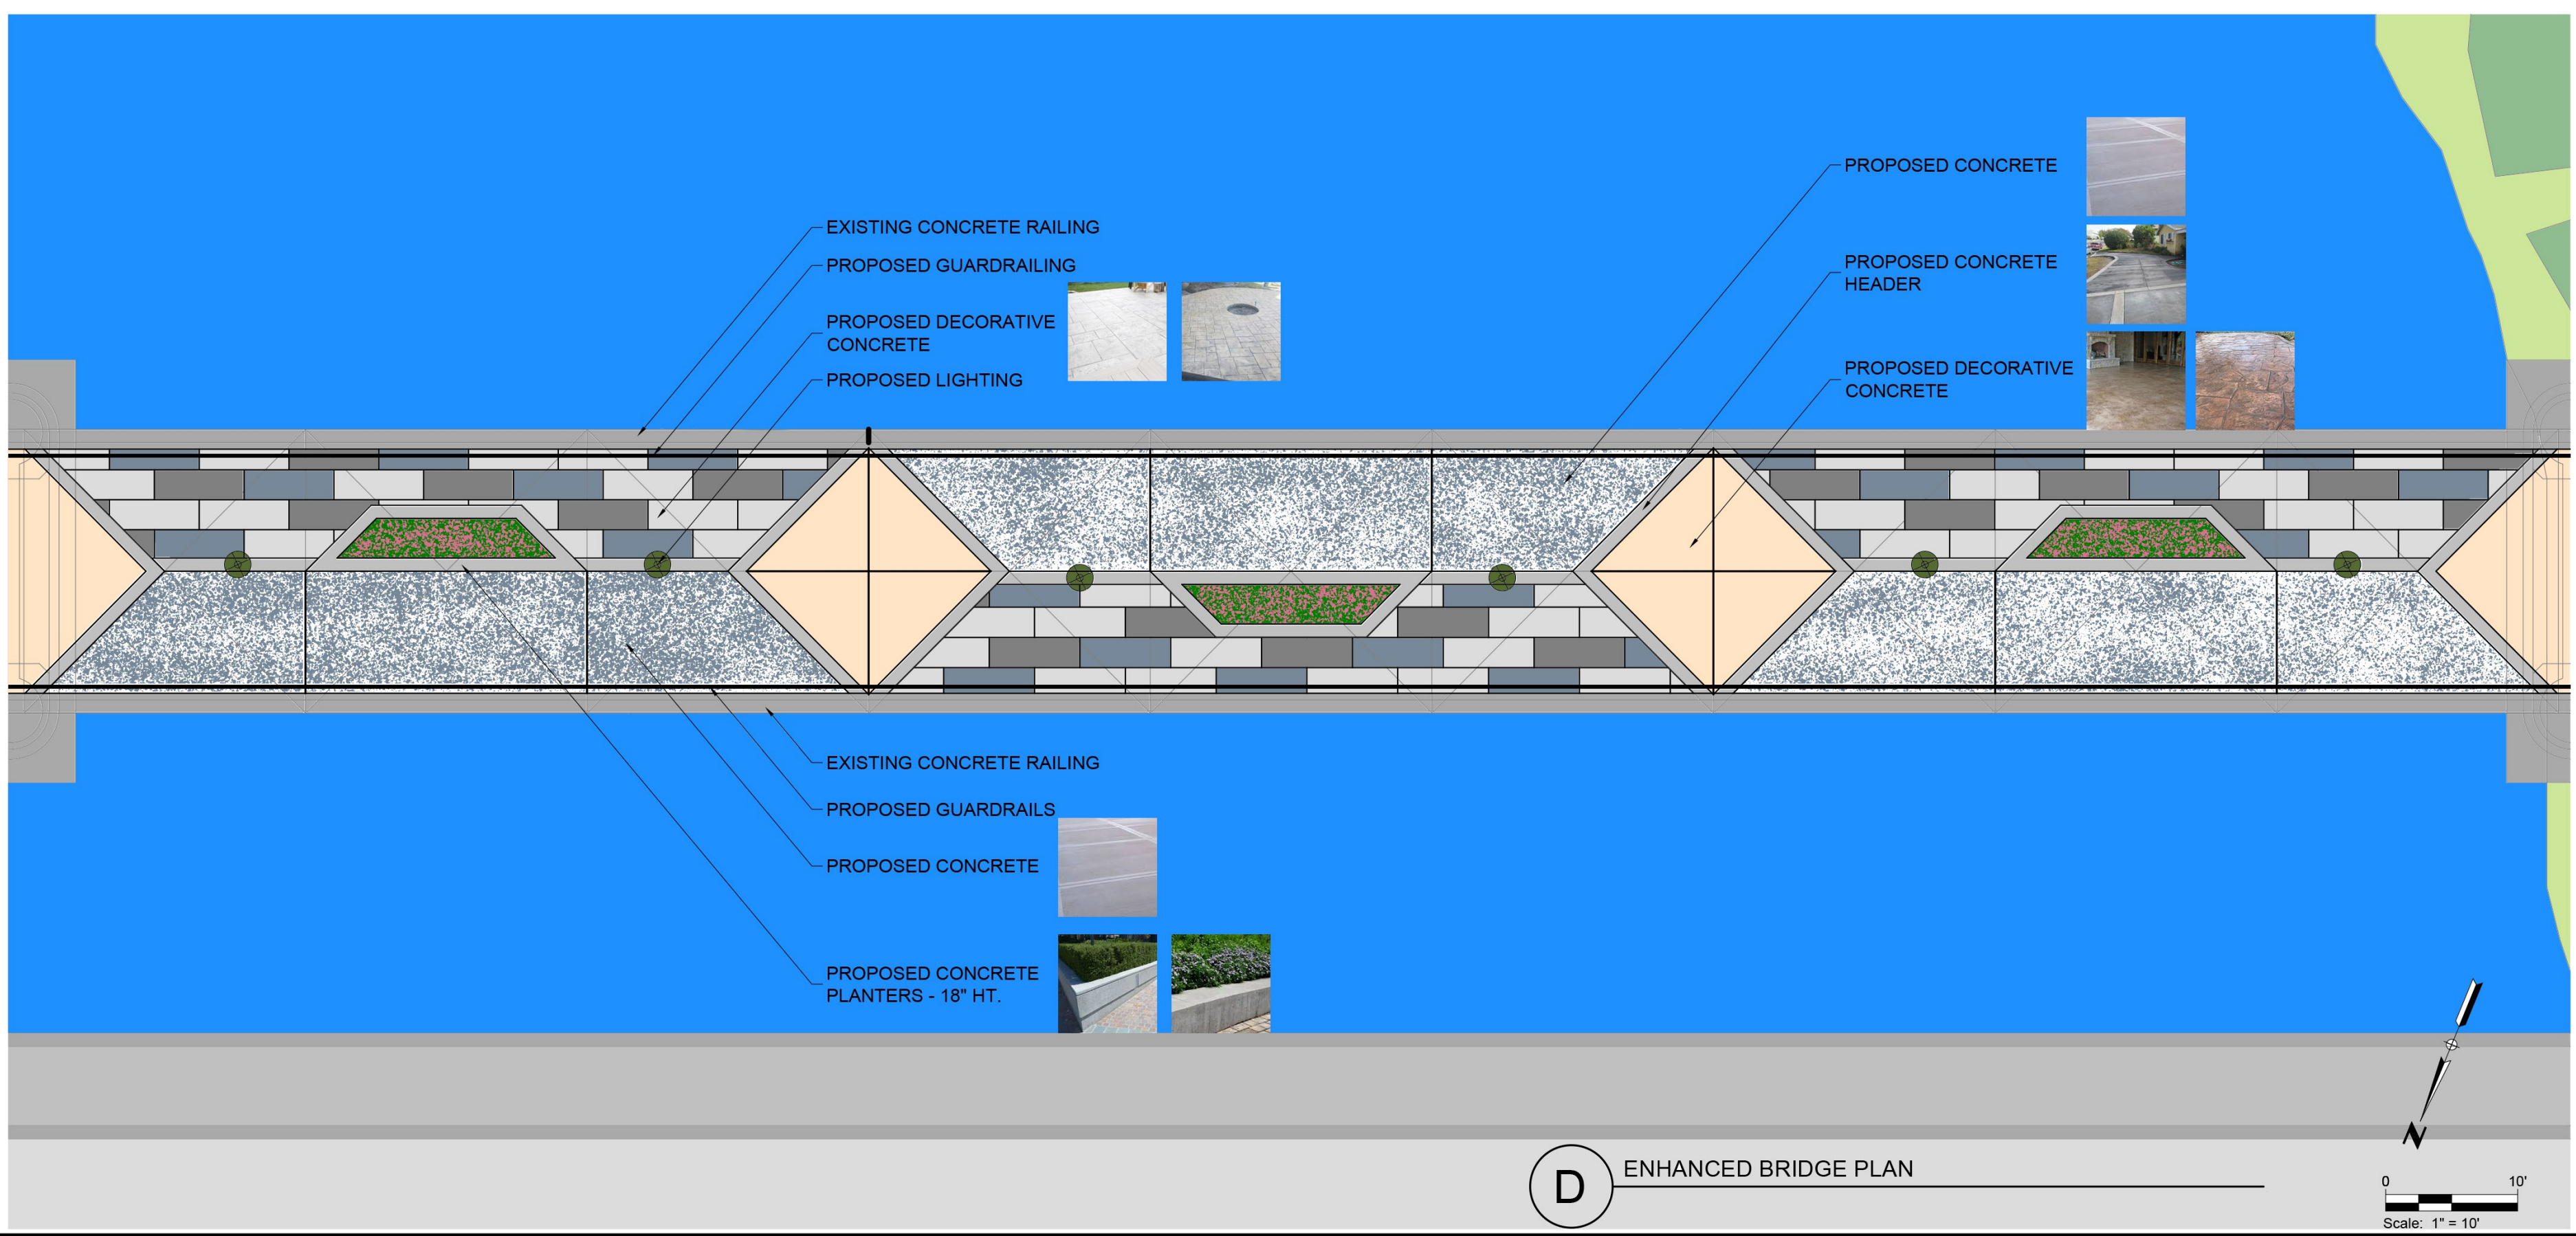 PROPOSED CONCRETE
PROPOSED CONCRETE
HEADER
PROPOSED DECORATIVE
CONCRETE
EXISTING CONCRETE RAILING
PROPOSED GUARDRAILING
PROPOSED DECORATIVE
CONCRETE
PROPOSED LIGHTING
EXISTING CONCRETE RAILING
PROPOSED GUARDRAILS
PROPOSED CONCRETE
PROPOSED CONCRETE
PLANTERS - 18" HT.
N
D
ENHANCED BRIDGE PLAN
0 10'
Scale: 1" = 10'